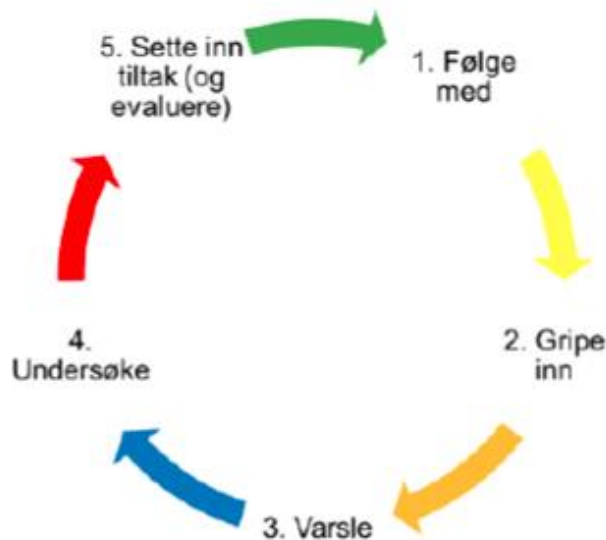 1. Følge
med
2. Gripe
inn
3. Varsle
4.
Undersøke
5. Sette inn
tiltak (og
evaluere)